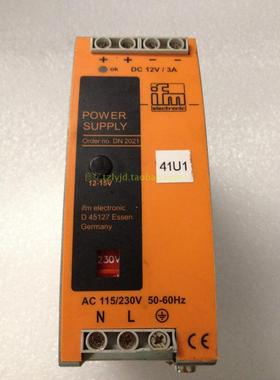 + + - -
ok DC 12V / 3A
ifm electronic
POWER
SUPPLY
Order no. DN 2021
41U1
12-15V
ifm electronic
D 45127 Essen
Germany
230V
AC 115/230V 50-60Hz
N L
CE